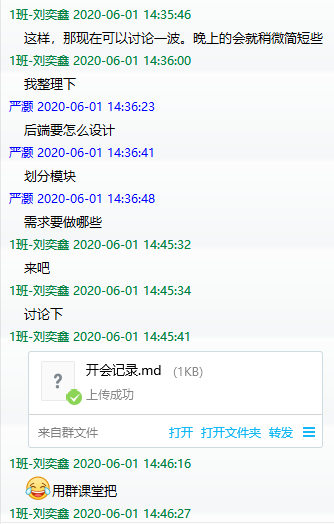 1班-刘奕鑫 2020-06-01 14:35:46
这样，那现在可以讨论一波。晚上的会就稍微简短些
1班-刘奕鑫 2020-06-01 14:36:00
我整理下
严颢 2020-06-01 14:36:23
后端要怎么设计
严颢 2020-06-01 14:36:41
划分模块
严颢 2020-06-01 14:36:48
需求要做哪些
1班-刘奕鑫 2020-06-01 14:45:32
来吧
1班-刘奕鑫 2020-06-01 14:45:34
讨论下
1班-刘奕鑫 2020-06-01 14:45:41
开会记录.md (1KB)
?
上传成功
来自群文件 打开 打开文件夹 转发
1班-刘奕鑫 2020-06-01 14:46:16
用群课堂把
1班-刘奕鑫 2020-06-01 14:46:27